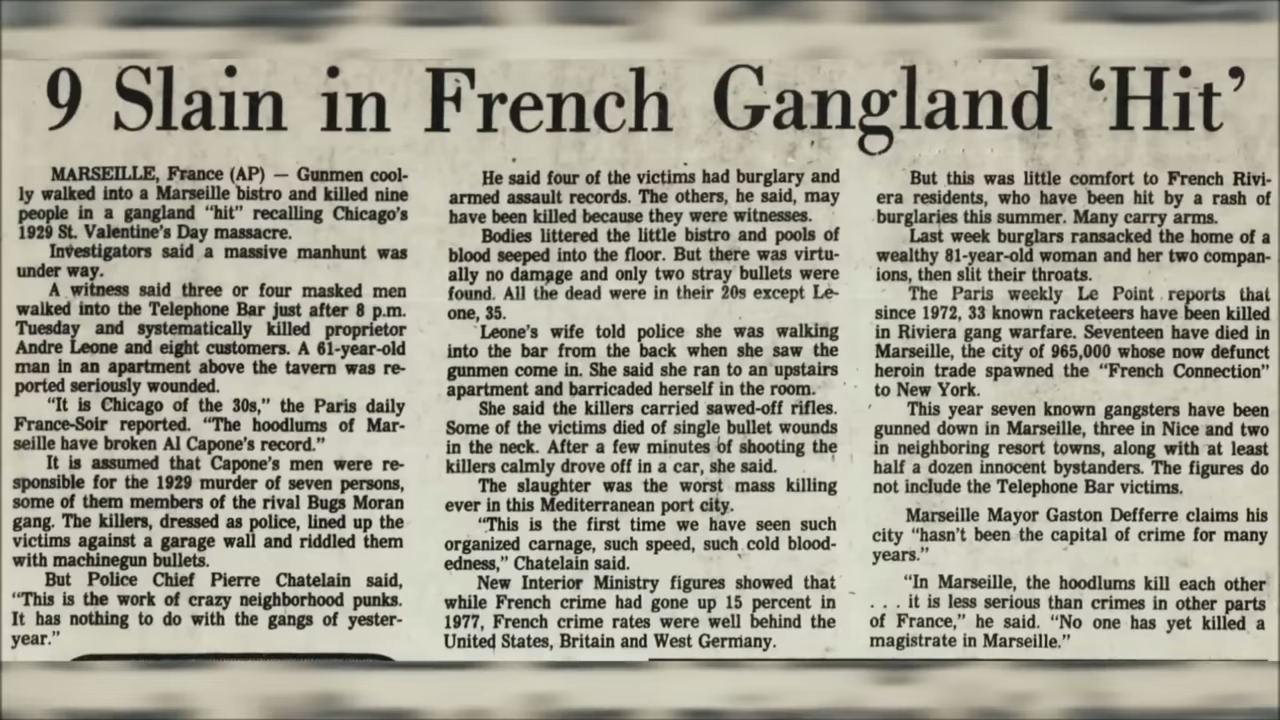 9 Slain in French Gangland ‘Hit’
MARSEILLE, France (AP) — Gunmen cool-
ly walked into a Marseille bistro and killed nine
people in a gangland “hit” recalling Chicago’s
1929 St. Valentine’s Day massacre.
Investigators said a massive manhunt was
under way.
A witness said three or four masked men
walked into the Telephone Bar just after 8 p.m.
Tuesday and systematically killed proprietor
Andre Leone and eight customers. A 61-year-old
man in an apartment above the tavern was re-
ported seriously wounded.
“It is Chicago of the 30s,” the Paris daily
France-Soir reported. “The hoodlums of Mar-
seille have broken Al Capone’s record.”
It is assumed that Capone’s men were re-
sponsible for the 1929 murder of seven persons,
some of them members of the rival Bugs Moran
gang. The killers, dressed as police, lined up the
victims against a garage wall and riddled them
with machinegun bullets.
But Police Chief Pierre Chatelain said,
“This is the work of crazy neighborhood punks.
It has nothing to do with the gangs of yester-
year.”
He said four of the victims had burglary and
armed assault records. The others, he said, may
have been killed because they were witnesses.
Bodies littered the little bistro and pools of
blood seeped into the floor. But there was virtu-
ally no damage and only two stray bullets were
found. All the dead were in their 20s except Le-
one, 35.
Leone’s wife told police she was walking
into the bar from the back when she saw the
gunmen come in. She said she ran to an upstairs
apartment and barricaded herself in the room.
She said the killers carried sawed-off rifles.
Some of the victims died of single bullet wounds
in the neck. After a few minutes of shooting the
killers calmly drove off in a car, she said.
The slaughter was the worst mass killing
ever in this Mediterranean port city.
“This is the first time we have seen such
organized carnage, such speed, such cold blood-
edness,” Chatelain said.
New Interior Ministry figures showed that
while French crime had gone up 15 percent in
1977, French crime rates were well behind the
United States, Britain and West Germany.
But this was little comfort to French Rivi-
era residents, who have been hit by a rash of
burglaries this summer. Many carry arms.
Last week burglars ransacked the home of a
wealthy 81-year-old woman and her two compan-
ions, then slit their throats.
The Paris weekly Le Point reports that
since 1972, 33 known racketeers have been killed
in Riviera gang warfare. Seventeen have died in
Marseille, the city of 965,000 whose now defunct
heroin trade spawned the “French Connection”
to New York.
This year seven known gangsters have been
gunned down in Marseille, three in Nice and two
in neighboring resort towns, along with at least
half a dozen innocent bystanders. The figures do
not include the Telephone Bar victims.
Marseille Mayor Gaston Defferre claims his
city “hasn’t been the capital of crime for many
years.”
“In Marseille, the hoodlums kill each other
. . . it is less serious than crimes in other parts
of France,” he said. “No one has yet killed a
magistrate in Marseille.”